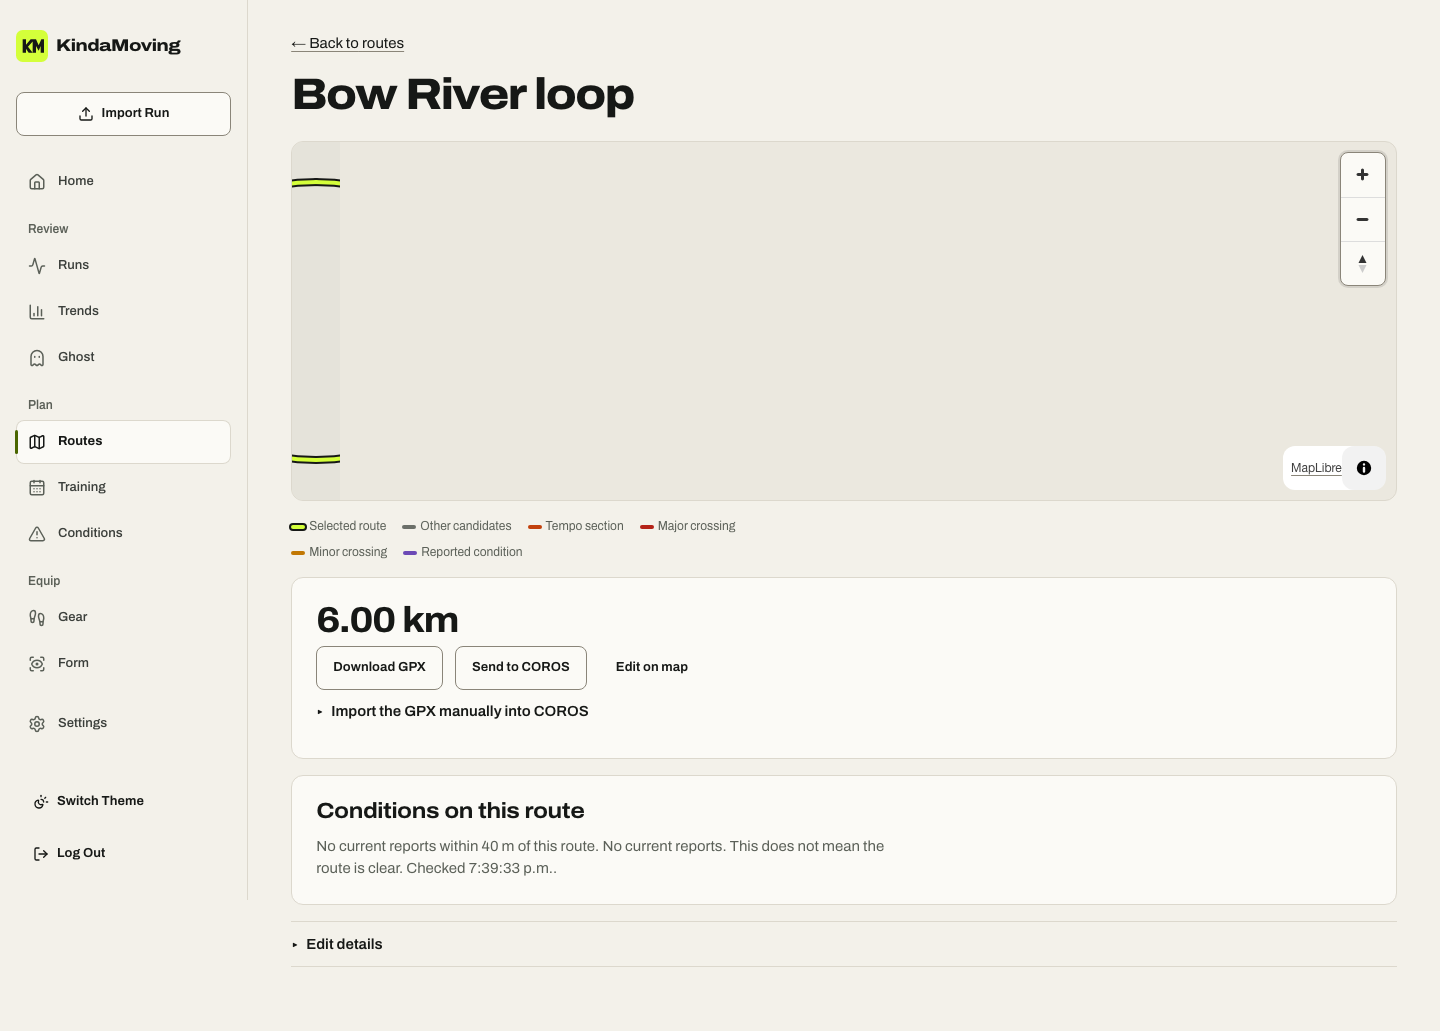 KM KindaMoving
Import Run
Home
Review
Runs
Trends
Ghost
Plan
Routes
Training
Conditions
Equip
Gear
Form
Settings
Switch Theme
Log Out
← Back to routes
Bow River loop
MapLibre
Selected route
Other candidates
Tempo section
Major crossing
Minor crossing
Reported condition
6.00 km
Download GPX
Send to COROS
Edit on map
Import the GPX manually into COROS
Conditions on this route
No current reports within 40 m of this route. No current reports. This does not mean the
route is clear. Checked 7:39:33 p.m..
Edit details